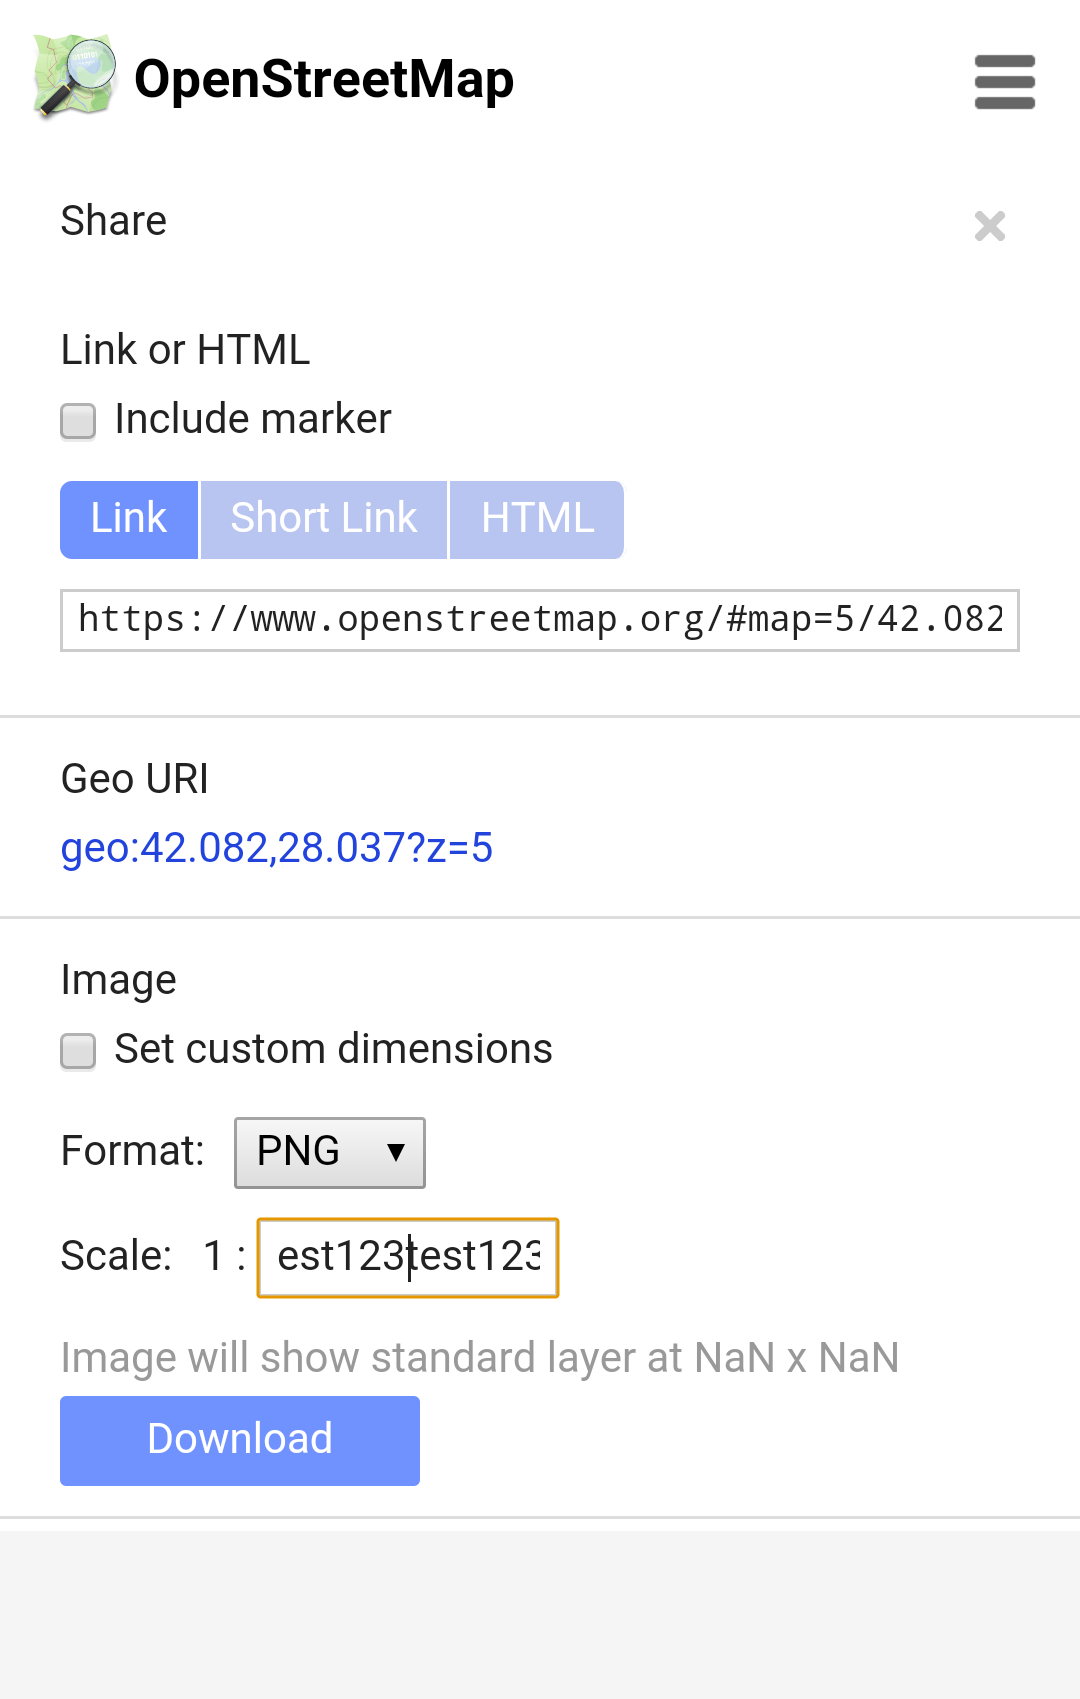 OpenStreetMap
Share
Link or HTML
Include marker
Link Short Link HTML
https://www.openstreetmap.org/#map=5/42.082
Geo URI
geo:42.082,28.037?z=5
Image
Set custom dimensions
Format: PNG
Scale: 1 : est123test123
Image will show standard layer at NaN x NaN
Download